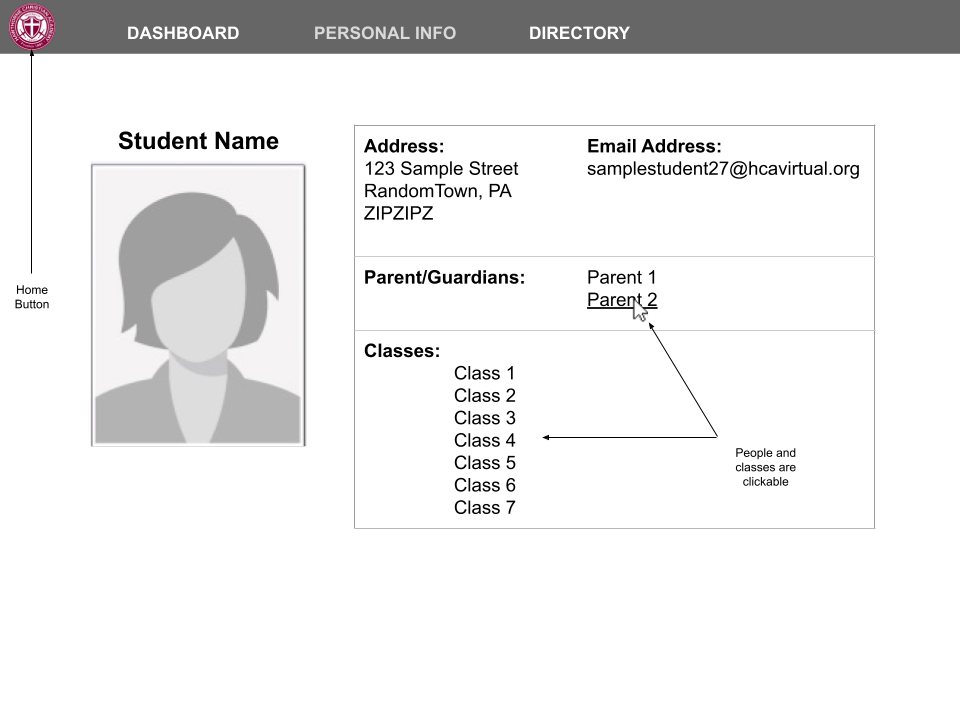 DASHBOARD PERSONAL INFO DIRECTORY
Student Name
Address:
123 Sample Street
RandomTown, PA
ZIPZIPZ
Email Address:
samplestudent27@hcavirtual.org
Parent/Guardians:
Parent 1
Parent 2
Classes:
Class 1
Class 2
Class 3
Class 4
Class 5
Class 6
Class 7
Home
Button
People and
classes are
clickable